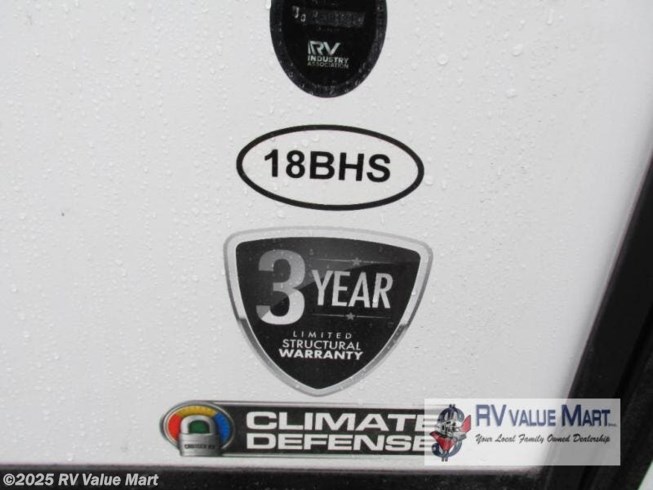 RV
INDUSTRY
ASSOCIATION
18BHS
3 YEAR
LIMITED
STRUCTURAL
WARRANTY
CLIMATE
DEFENSE
RV VALUE MART
Your Local Family Owned Dealership
©2025 RV Value Mart